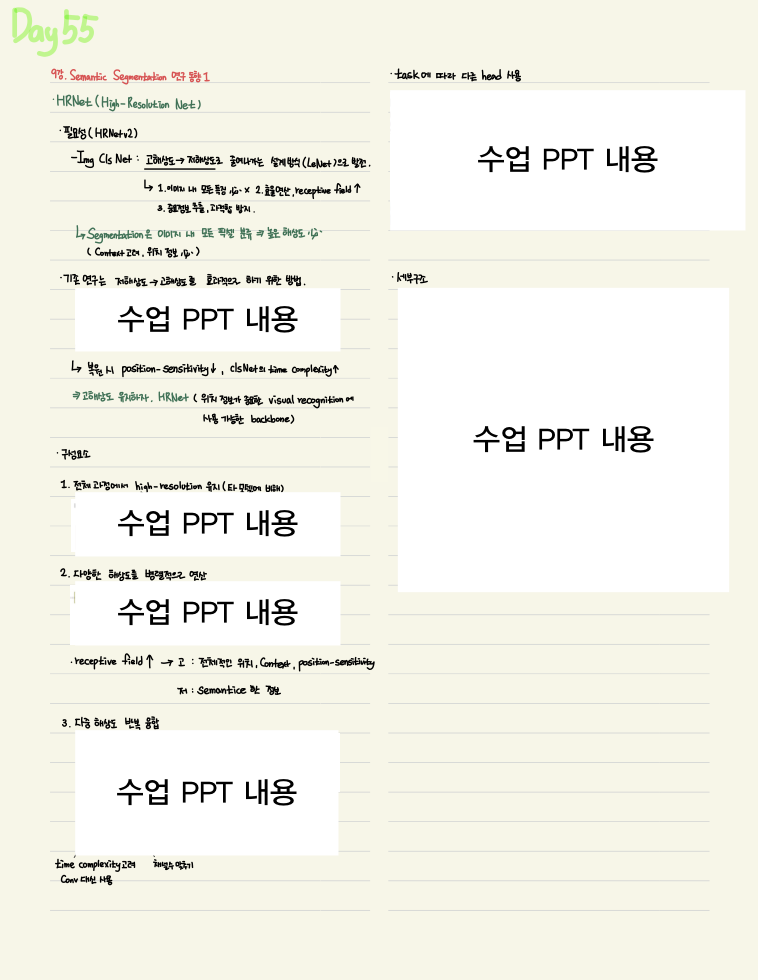 Day 55
9강. Semantic Segmentation 연구 동향 1
· HRNet (High-Resolution Net)
· 필요성 (HRNetv2)
- Img Cls Net : 고해상도 → 저해상도로 줄여나가는 설계 방식 (LeNet)으로 발전.
↳ 1. 이미지 내 모든 특징 필요 × 2. 효율연산, receptive field ↑
3. 중요정보 추출, 과적합 방지.
↳ Segmentation은 이미지 내 모든 픽셀 분류 ⇒ 높은 해상도 필요
( Context 고려, 위치 정보 필요 )
· 기존 연구는 저해상도 → 고해상도를 효과적으로 하기 위한 방법.
수업 PPT 내용
↳ 복원 시 position-sensitivity ↓ , clsNet의 time complexity ↑
⇒ 고해상도 유지하자. HRNet ( 위치 정보가 중요한 visual recognition에
사용 가능한 backbone)
· 구성요소
1. 전체 과정에서 high-resolution 유지 (타 모델에 비해)
수업 PPT 내용
2. 다양한 해상도를 병렬적으로 연산
수업 PPT 내용
· receptive field ↑ → 고 : 전체적인 위치, Context, position-sensitivity
저 : semantice 한 정보
3. 다중 해상도 반복 융합
수업 PPT 내용
time complexity 고려 채널수 맞추기
Conv 대신 사용
· task에 따라 다른 head 사용
수업 PPT 내용
· 세부구조
수업 PPT 내용